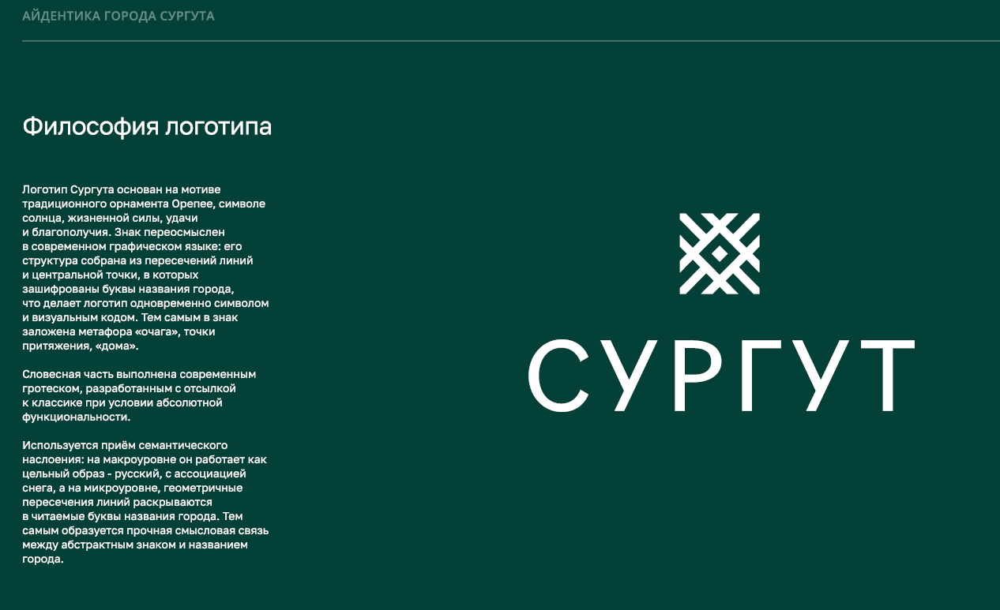 АЙДЕНТИКА ГОРОДА СУРГУТА
Философия логотипа
Логотип Сургута основан на мотиве
традиционного орнамента Орепее, символе
солнца, жизненной силы, удачи
и благополучия. Знак переосмыслен
в современном графическом языке: его
структура собрана из пересечений линий
и центральной точки, в которых
зашифрованы буквы названия города,
что делает логотип одновременно символом
и визуальным кодом. Тем самым в знак
заложена метафора «очага», точки
притяжения, «дома».
Словесная часть выполнена современным
гротеском, разработанным с отсылкой
к классике при условии абсолютной
функциональности.
Используется приём семантического
наслоения: на макроуровне он работает как
цельный образ - русский, с ассоциацией
снега, а на микроуровне, геометричные
пересечения линий раскрываются
в читаемые буквы названия города. Тем
самым образуется прочная смысловая связь
между абстрактным знаком и названием
города.
СУРГУТ